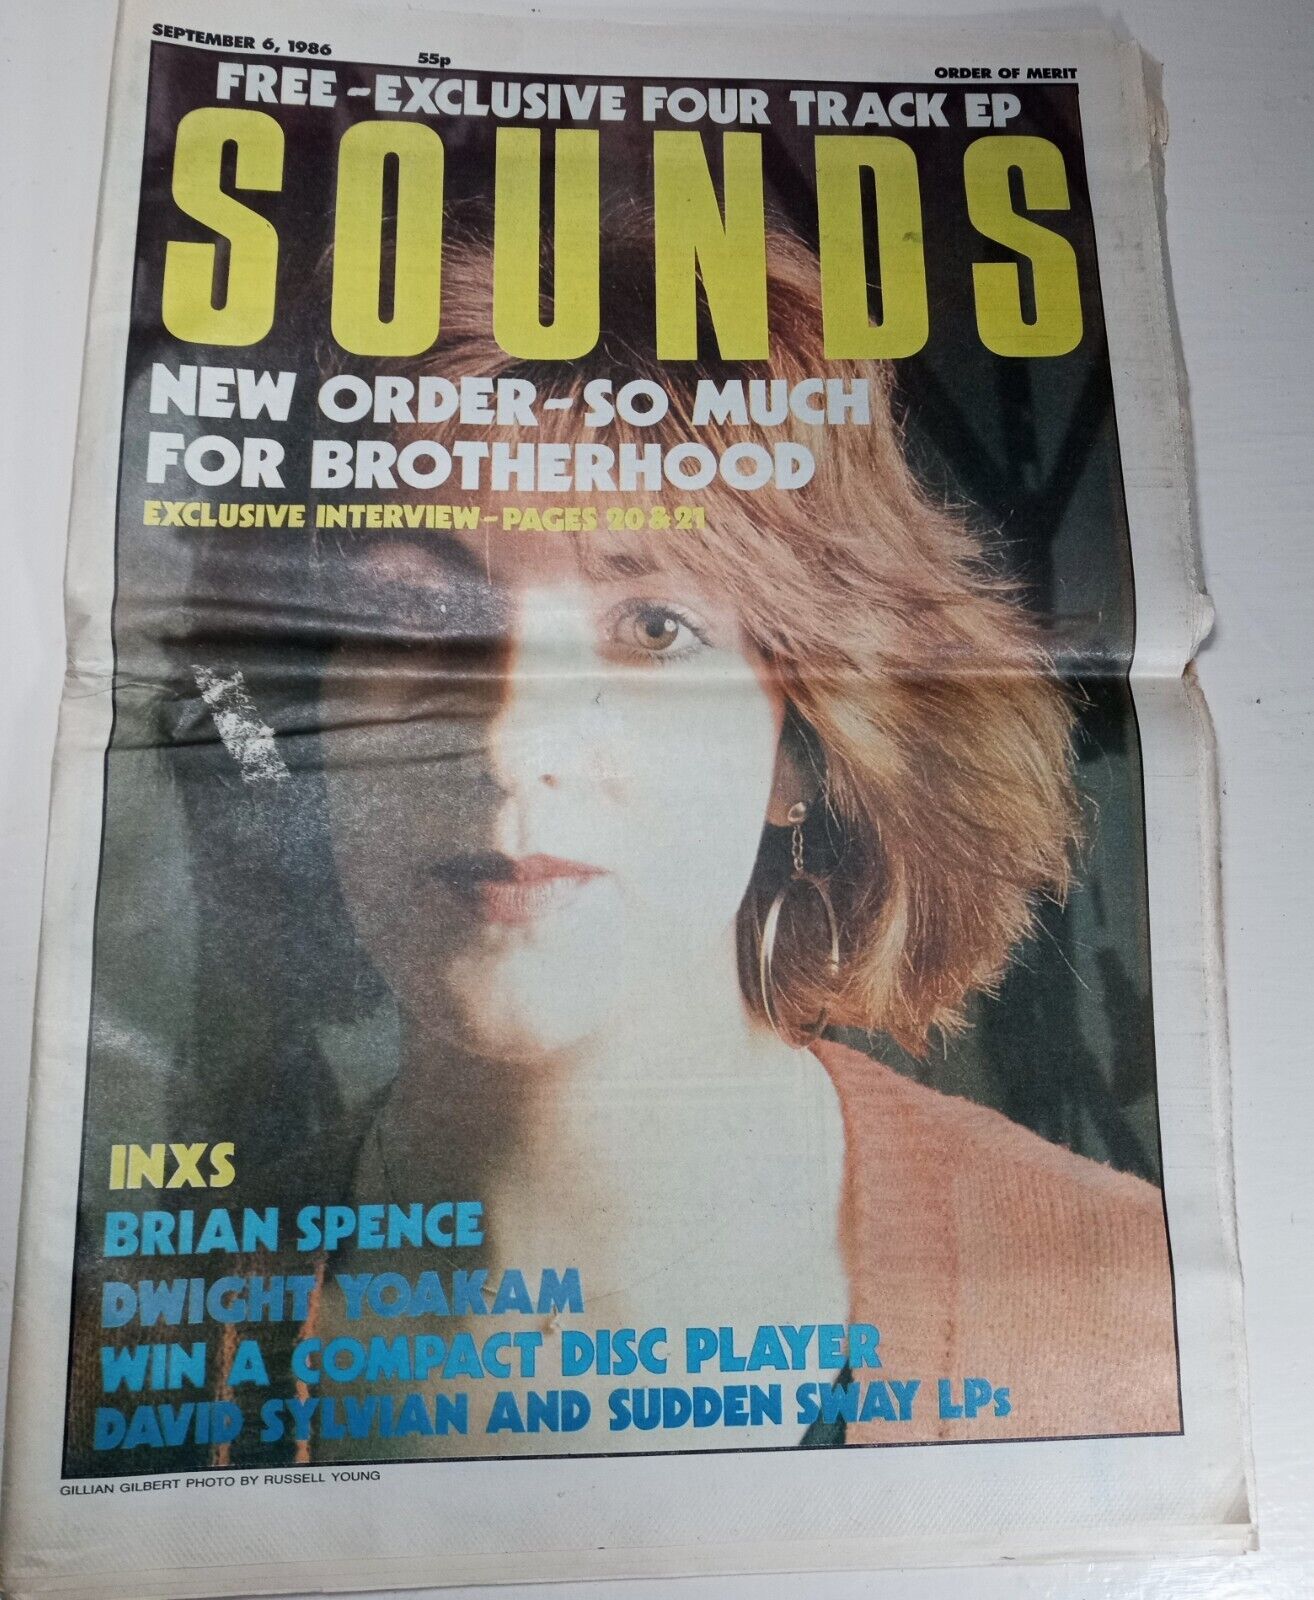 SEPTEMBER 6, 1986 55p ORDER OF MERIT
FREE-EXCLUSIVE FOUR TRACK EP
SOUNDS
NEW ORDER-SO MUCH
FOR BROTHERHOOD
EXCLUSIVE INTERVIEW-PAGES 20 & 21
INXS
BRIAN SPENCE
DWIGHT YOAKAM
WIN A COMPACT DISC PLAYER
DAVID SYLVIAN AND SUDDEN SWAY LPs
GILLIAN GILBERT PHOTO BY RUSSELL YOUNG